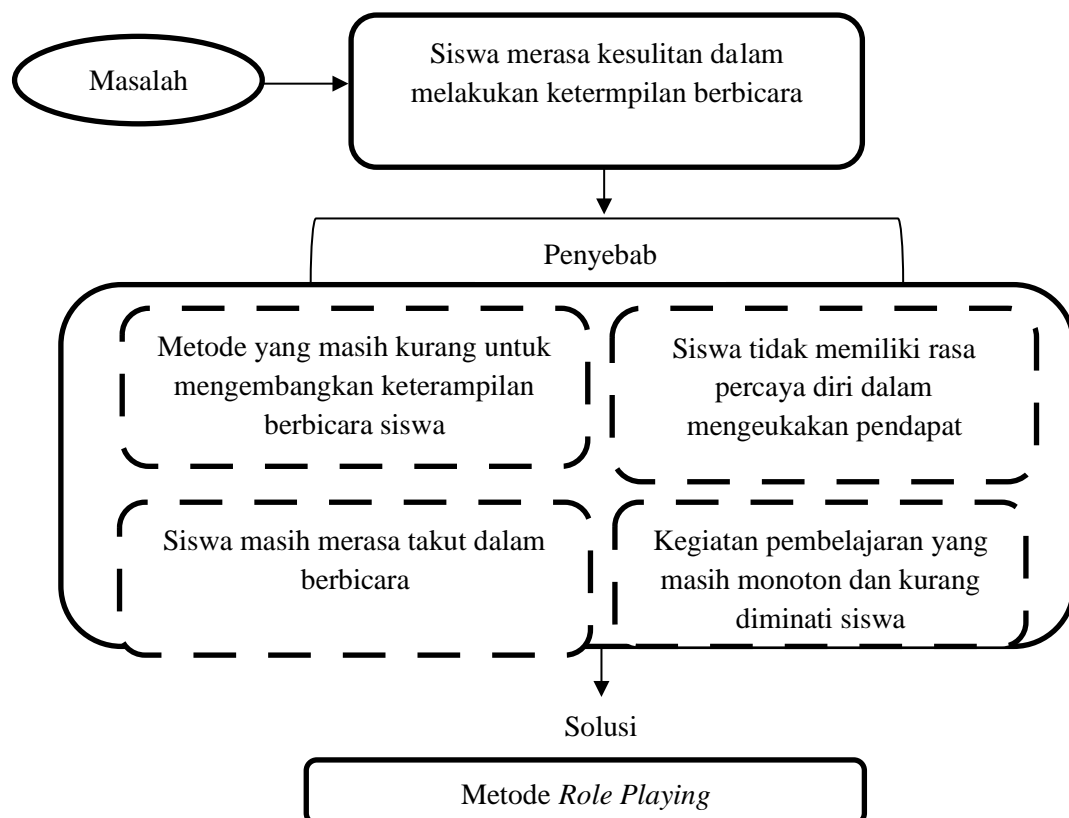 Masalah
Siswa merasa kesulitan dalam
melakukan ketermpilan berbicara
Penyebab
Metode yang masih kurang untuk
mengembangkan keterampilan
berbicara siswa
Siswa tidak memiliki rasa
percaya diri dalam
mengeukakan pendapat
Siswa masih merasa takut dalam
berbicara
Kegiatan pembelajaran yang
masih monoton dan kurang
diminati siswa
Solusi
Metode Role Playing